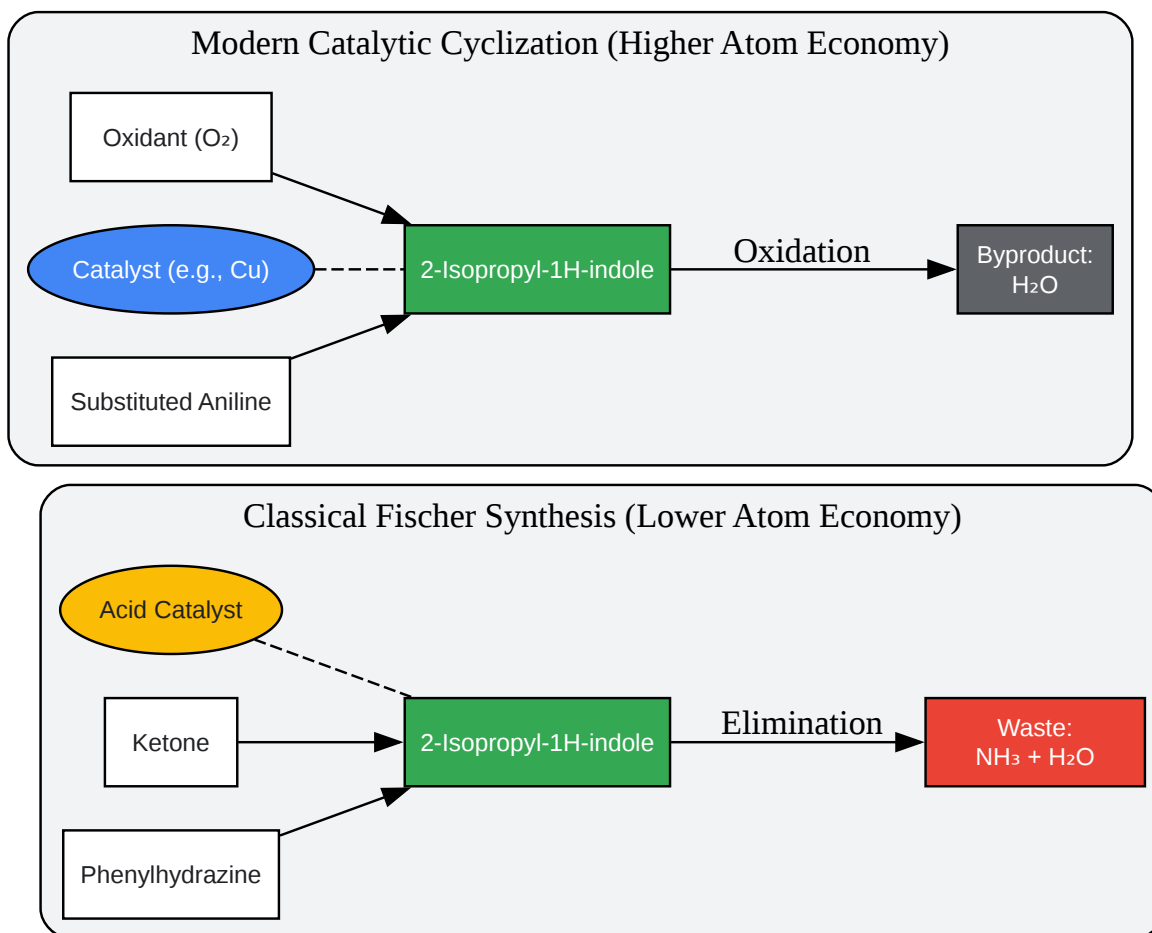 Modern Catalytic Cyclization (Higher Atom Economy)
Oxidant (O₂)
Catalyst (e.g., Cu)
2-Isopropyl-1H-indole
Oxidation
Byproduct:
H₂O
Substituted Aniline
Classical Fischer Synthesis (Lower Atom Economy)
Acid Catalyst
Ketone
2-Isopropyl-1H-indole
Elimination
Waste:
NH₃ + H₂O
Phenylhydrazine